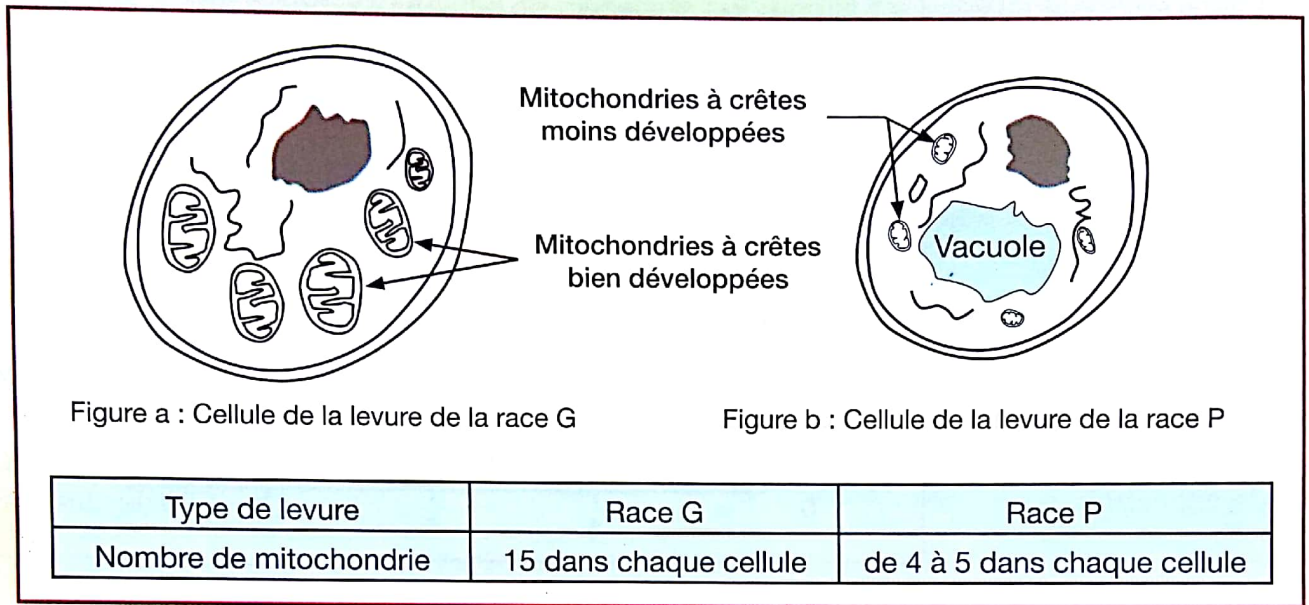 Mitochondries à crêtes
moins développées
Mitochondries à crêtes
bien développées
Vacuole
Figure a : Cellule de la levure de la race G
Figure b : Cellule de la levure de la race P
Type de levure Race G Race P
Nombre de mitochondrie 15 dans chaque cellule de 4 à 5 dans chaque cellule